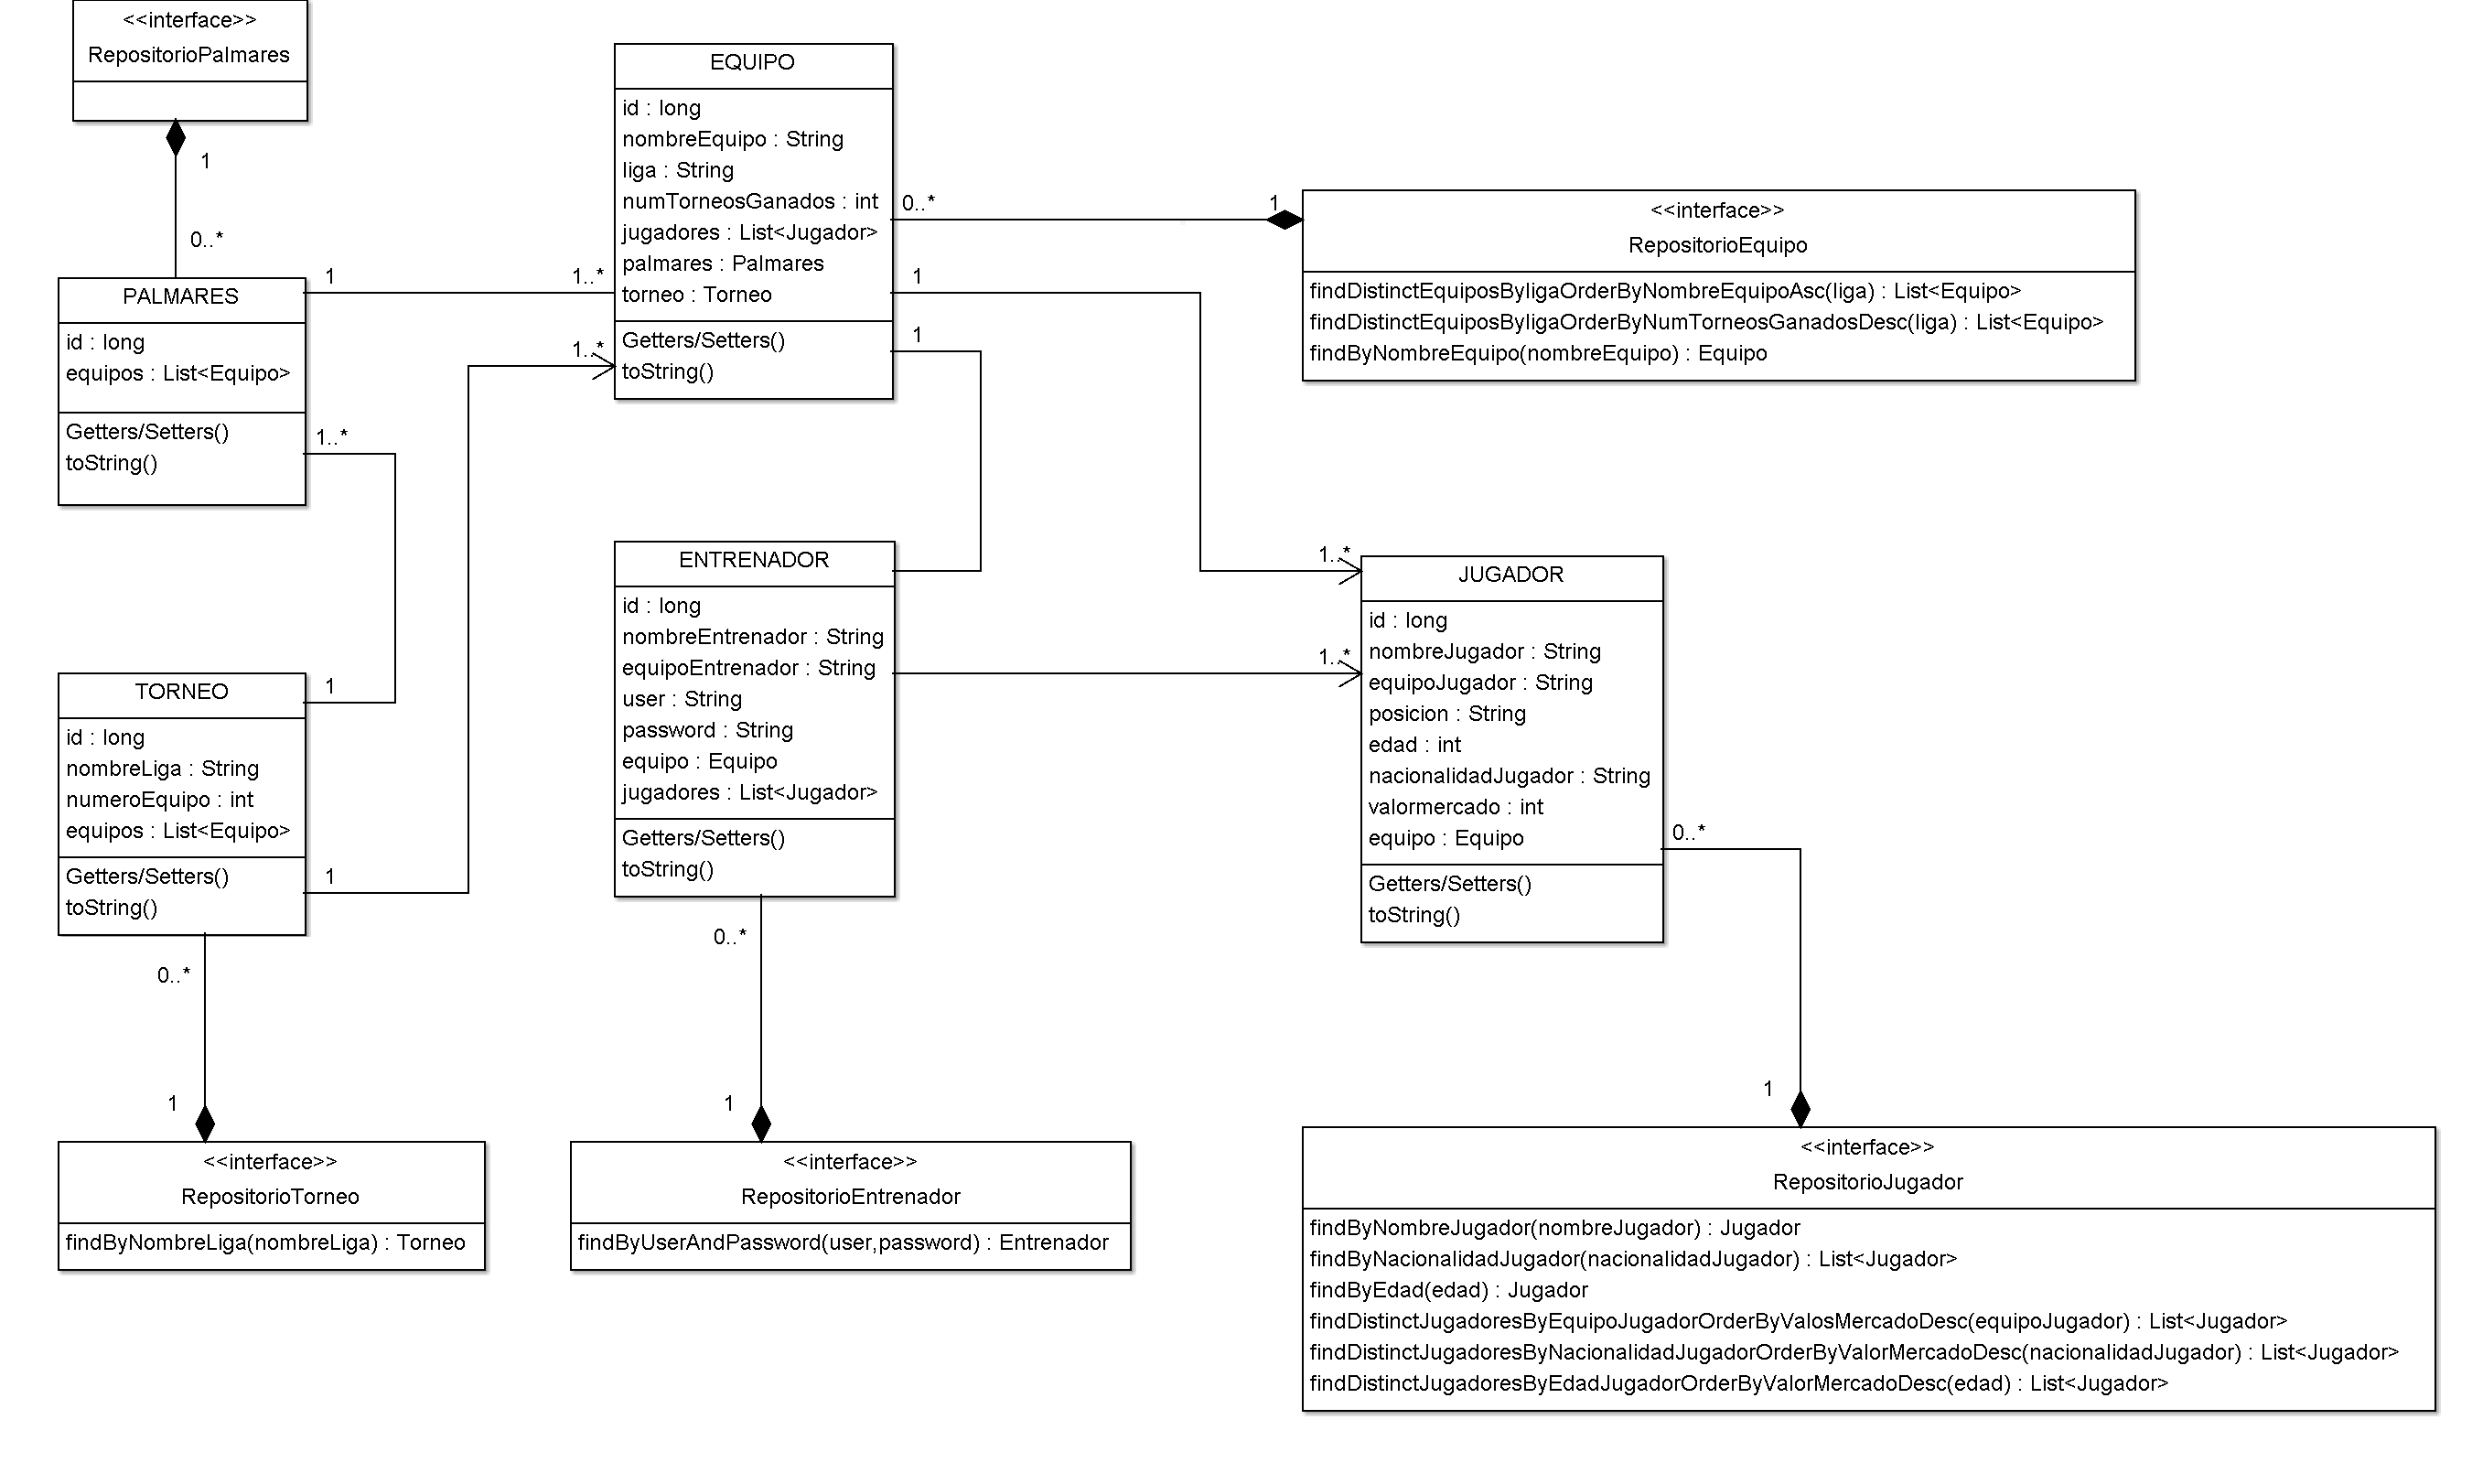 <<interface>>
RepositorioPalmares
1
0..*
PALMARES
id : long
equipos : List<Equipo>
Getters/Setters()
toString()
1
1..*
1..*
1..*
1
TORNEO
id : long
nombreLiga : String
numeroEquipo : int
equipos : List<Equipo>
Getters/Setters()
toString()
1
0..*
1
<<interface>>
RepositorioTorneo
findByNombreLiga(nombreLiga) : Torneo
EQUIPO
id : long
nombreEquipo : String
liga : String
numTorneosGanados : int
jugadores : List<Jugador>
palmares : Palmares
torneo : Torneo
Getters/Setters()
toString()
0..*
1
1
1
<<interface>>
RepositorioEquipo
findDistinctEquiposByligaOrderByNombreEquipoAsc(liga) : List<Equipo>
findDistinctEquiposByligaOrderByNumTorneosGanadosDesc(liga) : List<Equipo>
findByNombreEquipo(nombreEquipo) : Equipo
ENTRENADOR
id : long
nombreEntrenador : String
equipoEntrenador : String
user : String
password : String
equipo : Equipo
jugadores : List<Jugador>
Getters/Setters()
toString()
0..*
1
<<interface>>
RepositorioEntrenador
findByUserAndPassword(user,password) : Entrenador
1..*
1..*
JUGADOR
id : long
nombreJugador : String
equipoJugador : String
posicion : String
edad : int
nacionalidadJugador : String
valormercado : int
equipo : Equipo
Getters/Setters()
toString()
0..*
1
<<interface>>
RepositorioJugador
findByNombreJugador(nombreJugador) : Jugador
findByNacionalidadJugador(nacionalidadJugador) : List<Jugador>
findByEdad(edad) : Jugador
findDistinctJugadoresByEquipoJugadorOrderByValosMercadoDesc(equipoJugador) : List<Jugador>
findDistinctJugadoresByNacionalidadJugadorOrderByValorMercadoDesc(nacionalidadJugador) : List<Jugador>
findDistinctJugadoresByEdadJugadorOrderByValorMercadoDesc(edad) : List<Jugador>